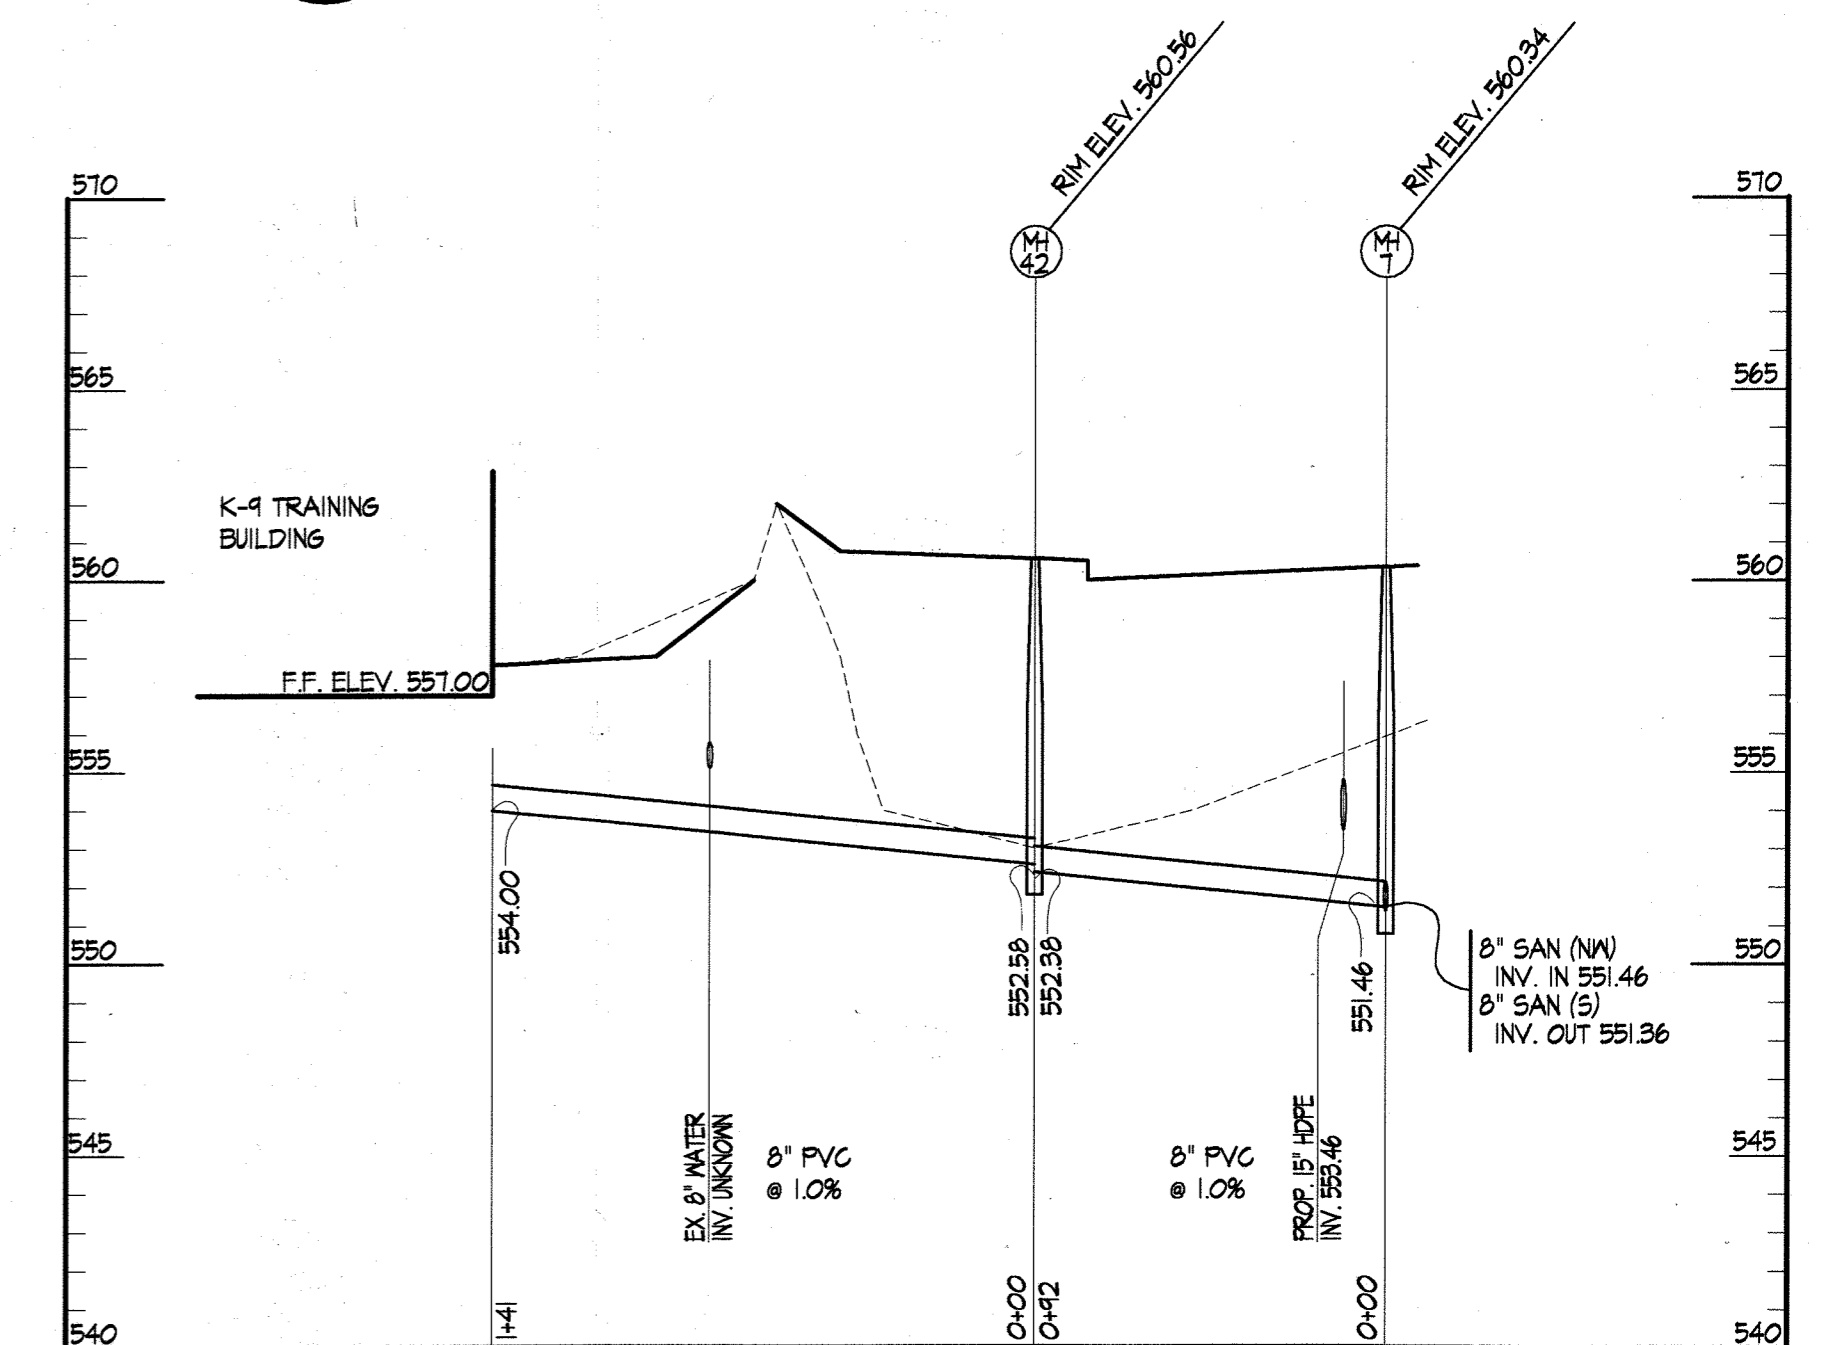 RIM ELEV. 560.56
RIM ELEV. 560.34
570
570
MH
42
MH
7
565
565
K-9 TRAINING
BUILDING
560
560
F.F. ELEV. 557.00
555
555
554.00
552.58
552.38
551.46
550
550
8" SAN (NW)
INV. IN 551.46
8" SAN (S)
INV. OUT 551.36
EX. 8" WATER
INV. UNKNOWN
8" PVC
@ 1.0%
8" PVC
@ 1.0%
PROP. 15" HDPE
INV. 553.46
545
545
1+41
0+00
0+92
0+00
540
540